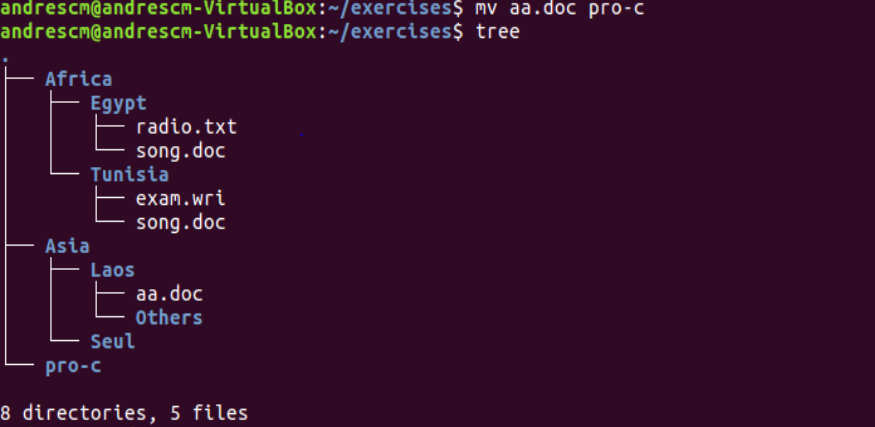 andrescm@andrescm-VirtualBox:~/exercises$ mv aa.doc pro-c
andrescm@andrescm-VirtualBox:~/exercises$ tree
.
├── Africa
│   ├── Egypt
│   │   ├── radio.txt
│   │   └── song.doc
│   └── Tunisia
│       ├── exam.wri
│       └── song.doc
├── Asia
│   ├── Laos
│   │   ├── aa.doc
│   │   └── Others
│   └── Seul
└── pro-c

8 directories, 5 files